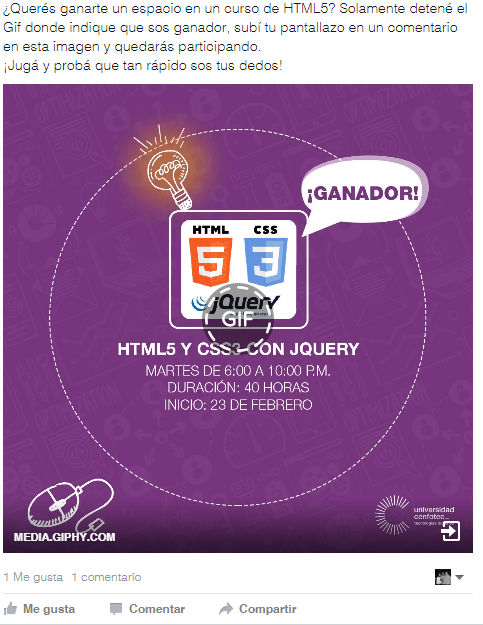 ¿Querés ganarte un espacio en un curso de HTML5? Solamente detené el
Gif donde indique que sos ganador, subí tu pantallazo en un comentario
en esta imagen y quedarás participando.
¡Jugá y probá que tan rápido sos tus dedos!
¡GANADOR!
HTML CSS
5 3
jQuery
GIF
HTML5 Y CSS3 CON JQUERY
MARTES DE 6:00 A 10:00 P.M.
DURACIÓN: 40 HORAS
INICIO: 23 DE FEBRERO
universidad
cenfotec
MEDIA.GIPHY.COM
1 Me gusta 1 comentario
Me gusta Comentar Compartir